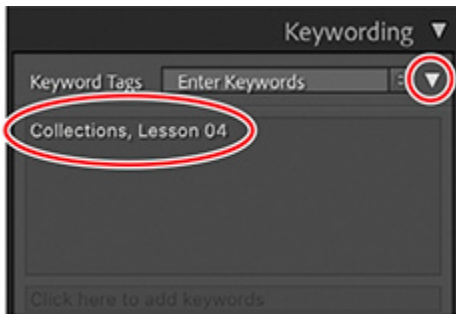 Keywording
Keyword Tags Enter Keywords
Collections, Lesson 04
Click here to add keywords